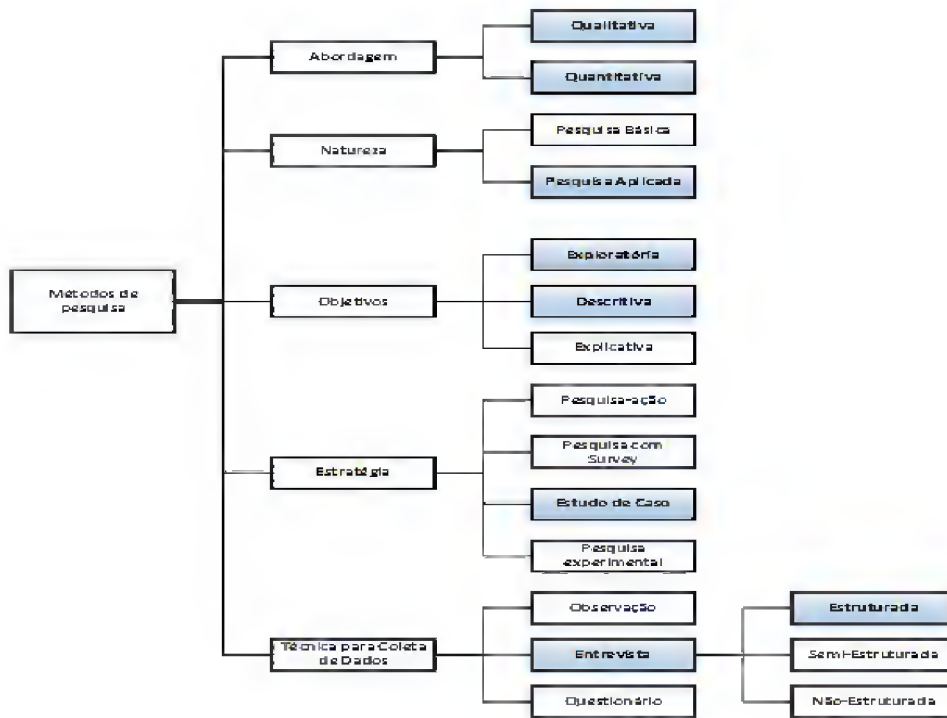 Métodos de
pesquisa
Abordagem
Qualitativa
Quantitativa
Natureza
Pesquisa Básica
Pesquisa Aplicada
Objetivos
Exploratória
Descritiva
Explicativa
Estratégia
Pesquisa-ação
Pesquisa com
Survey
Estudo de Caso
Pesquisa
experimental
Técnica para Coleta
de Dados
Observação
Entrevista
Questionário
Estruturada
Semi-Estruturada
Não-Estruturada